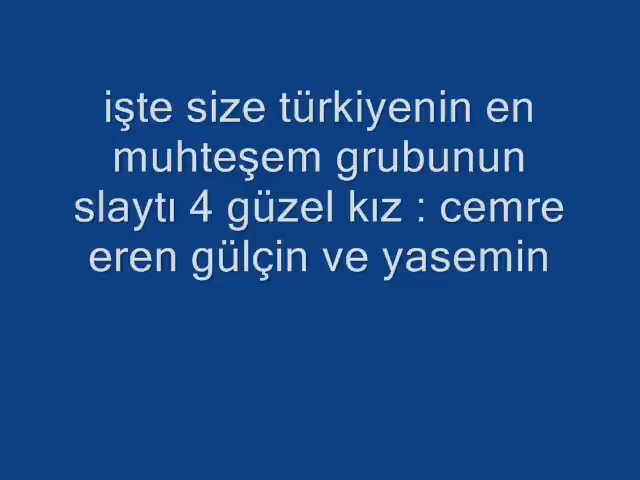 işte size türkiyenin en
muhteşem grubunun
slaytı 4 güzel kız : cemre
eren gülçin ve yasemin